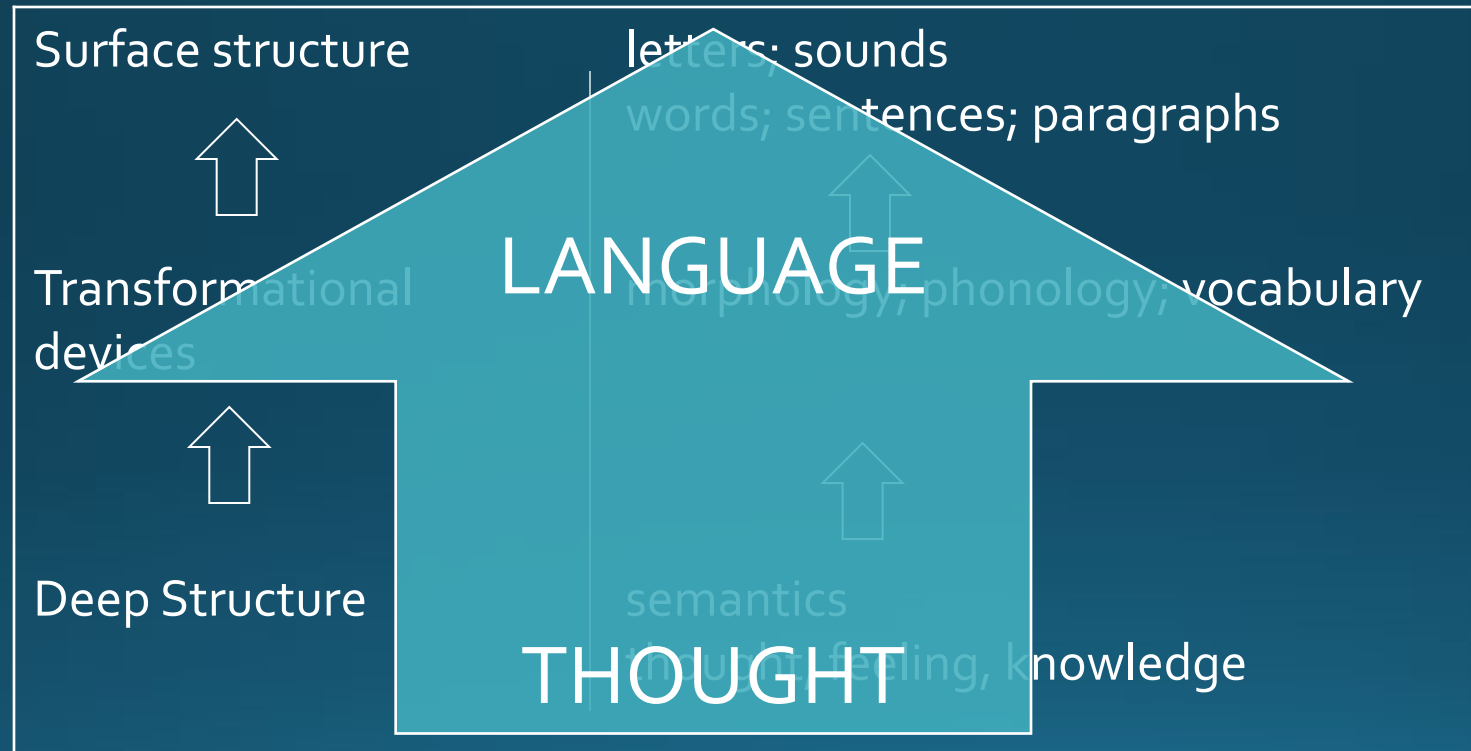 Surface structure
letters; sounds
words; sentences; paragraphs
LANGUAGE
Transformational
devices
morphology; phonology; vocabulary
Deep Structure
semantics
thought, feeling, knowledge
THOUGHT